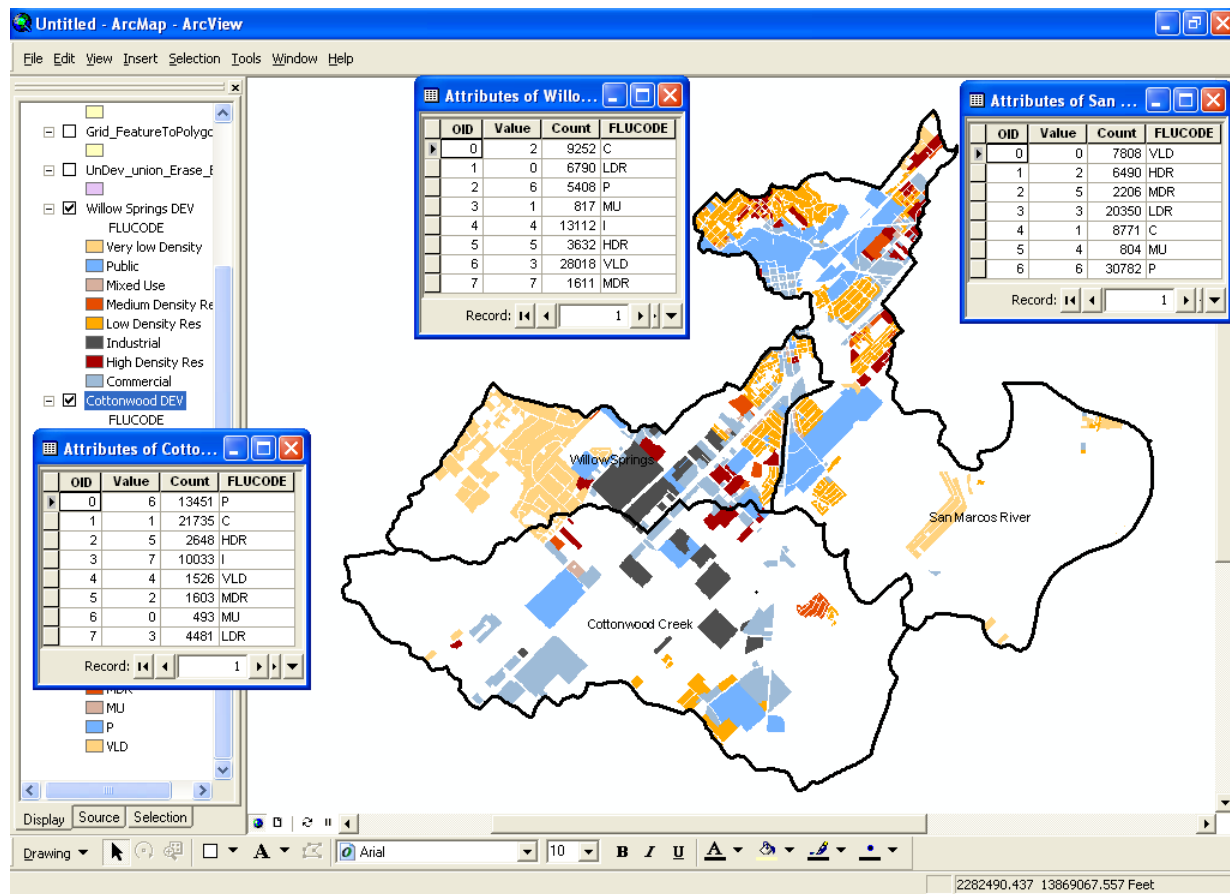 Untitled - ArcMap - ArcView
File Edit View Insert Selection Tools Window Help
Grid_FeatureToPolygo
UnDev_union_Erase_E
Willow Springs DEV
FLUCODE
Very low Density
Public
Mixed Use
Medium Density Re
Low Density Res
Industrial
High Density Res
Commercial
Cottonwood DEV
FLUCODE
MDR
MU
P
VLD
Display Source Selection
Attributes of Willo...
OID Value Count FLUCODE
0 2 9252 C
1 0 6790 LDR
2 6 5408 P
3 1 817 MU
4 4 13112 I
5 5 3632 HDR
6 3 28018 VLD
7 7 1611 MDR
Record: 1
Attributes of San ...
OID Value Count FLUCODE
0 0 7808 VLD
1 2 6490 HDR
2 5 2206 MDR
3 3 20350 LDR
4 1 8771 C
5 4 804 MU
6 6 30782 P
Record: 1
Attributes of Cotto...
OID Value Count FLUCODE
0 6 13451 P
1 1 21735 C
2 5 2648 HDR
3 7 10033 I
4 4 1526 VLD
5 2 1603 MDR
6 0 493 MU
7 3 4481 LDR
Record: 1
WillowSprings
San Marcos River
Cottonwood Creek
Drawing A Arial 10 B I U A
2282490.437 13869067.557 Feet